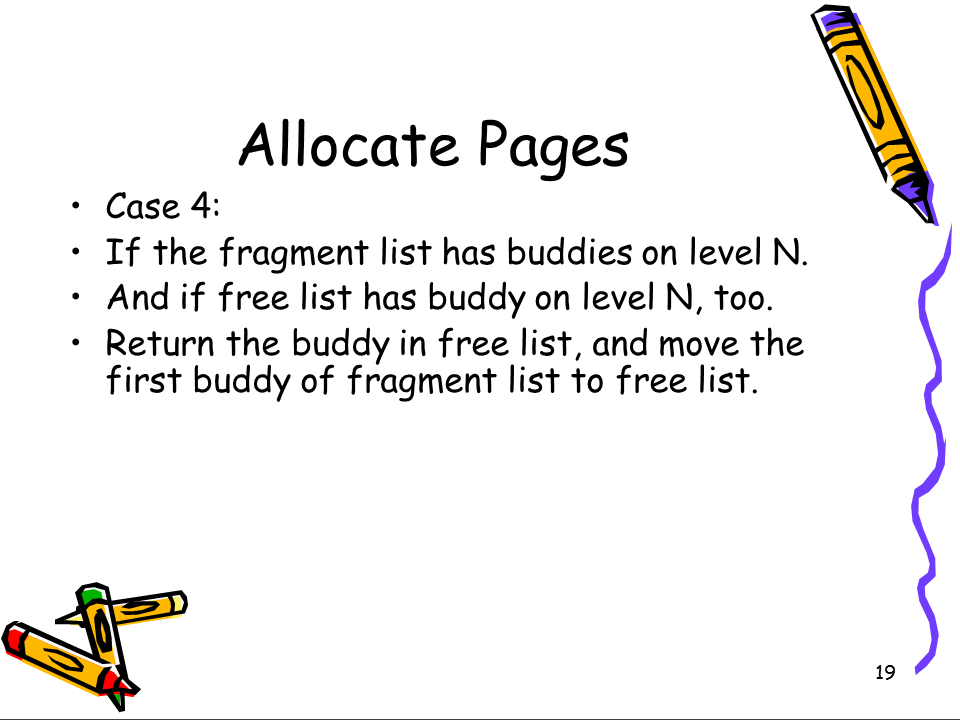 Allocate Pages
• Case 4:
• If the fragment list has buddies on level N.
• And if free list has buddy on level N, too.
• Return the buddy in free list, and move the
first buddy of fragment list to free list.
19